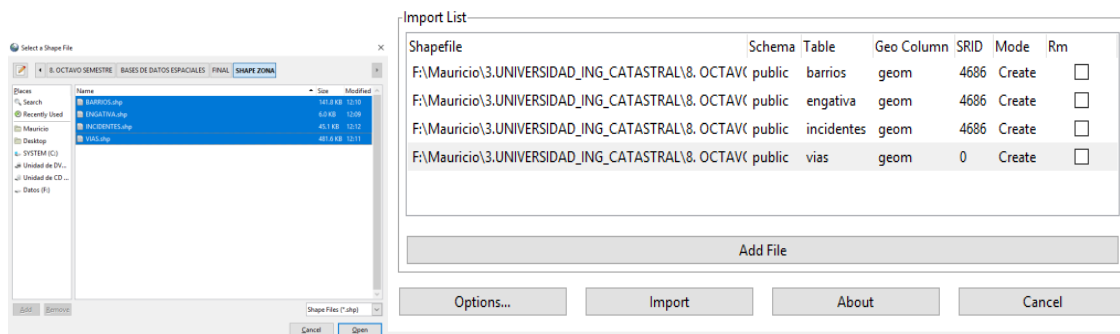 Select a Shape File
8. OCTAVO SEMESTRE BASES DE DATOS ESPACIALES FINAL SHAPE ZONA
Places
Search
Recently Used
Mauricio
Desktop
SYSTEM (C:)
Unidad de DV...
Unidad de CD ...
Datos (F:)
Name Size Modified
BARRIOS.shp 141.8 KB 12:10
ENGATIVA.shp 6.0 KB 12:09
INCIDENTES.shp 45.1 KB 12:12
VIAS.shp 481.6 KB 12:11
Add Remove
Shape Files (*.shp)
Cancel Open
Import List
Shapefile Schema Table Geo Column SRID Mode Rm
F:\Mauricio\3.UNIVERSIDAD_ING_CATASTRAL\8. OCTAV( public barrios geom 4686 Create
F:\Mauricio\3.UNIVERSIDAD_ING_CATASTRAL\8. OCTAV( public engativa geom 4686 Create
F:\Mauricio\3.UNIVERSIDAD_ING_CATASTRAL\8. OCTAV( public incidentes geom 4686 Create
F:\Mauricio\3.UNIVERSIDAD_ING_CATASTRAL\8. OCTAV( public vias geom 0 Create
Add File
Options... Import About Cancel